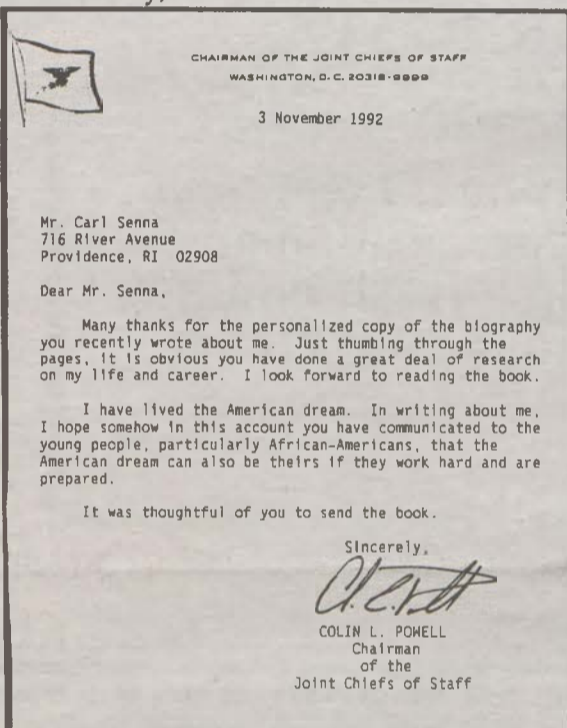 CHAIRMAN OF THE JOINT CHIEFS OF STAFF
WASHINGTON, D.C. 20318-9999
3 November 1992
Mr. Carl Senna
716 River Avenue
Providence, RI 02908
Dear Mr. Senna,
Many thanks for the personalized copy of the biography
you recently wrote about me. Just thumbing through the
pages, it is obvious you have done a great deal of research
on my life and career. I look forward to reading the book.
I have lived the American dream. In writing about me,
I hope somehow in this account you have communicated to the
young people, particularly African-Americans, that the
American dream can also be theirs if they work hard and are
prepared.
It was thoughtful of you to send the book.
Sincerely,
COLIN L. POWELL
Chairman
of the
Joint Chiefs of Staff